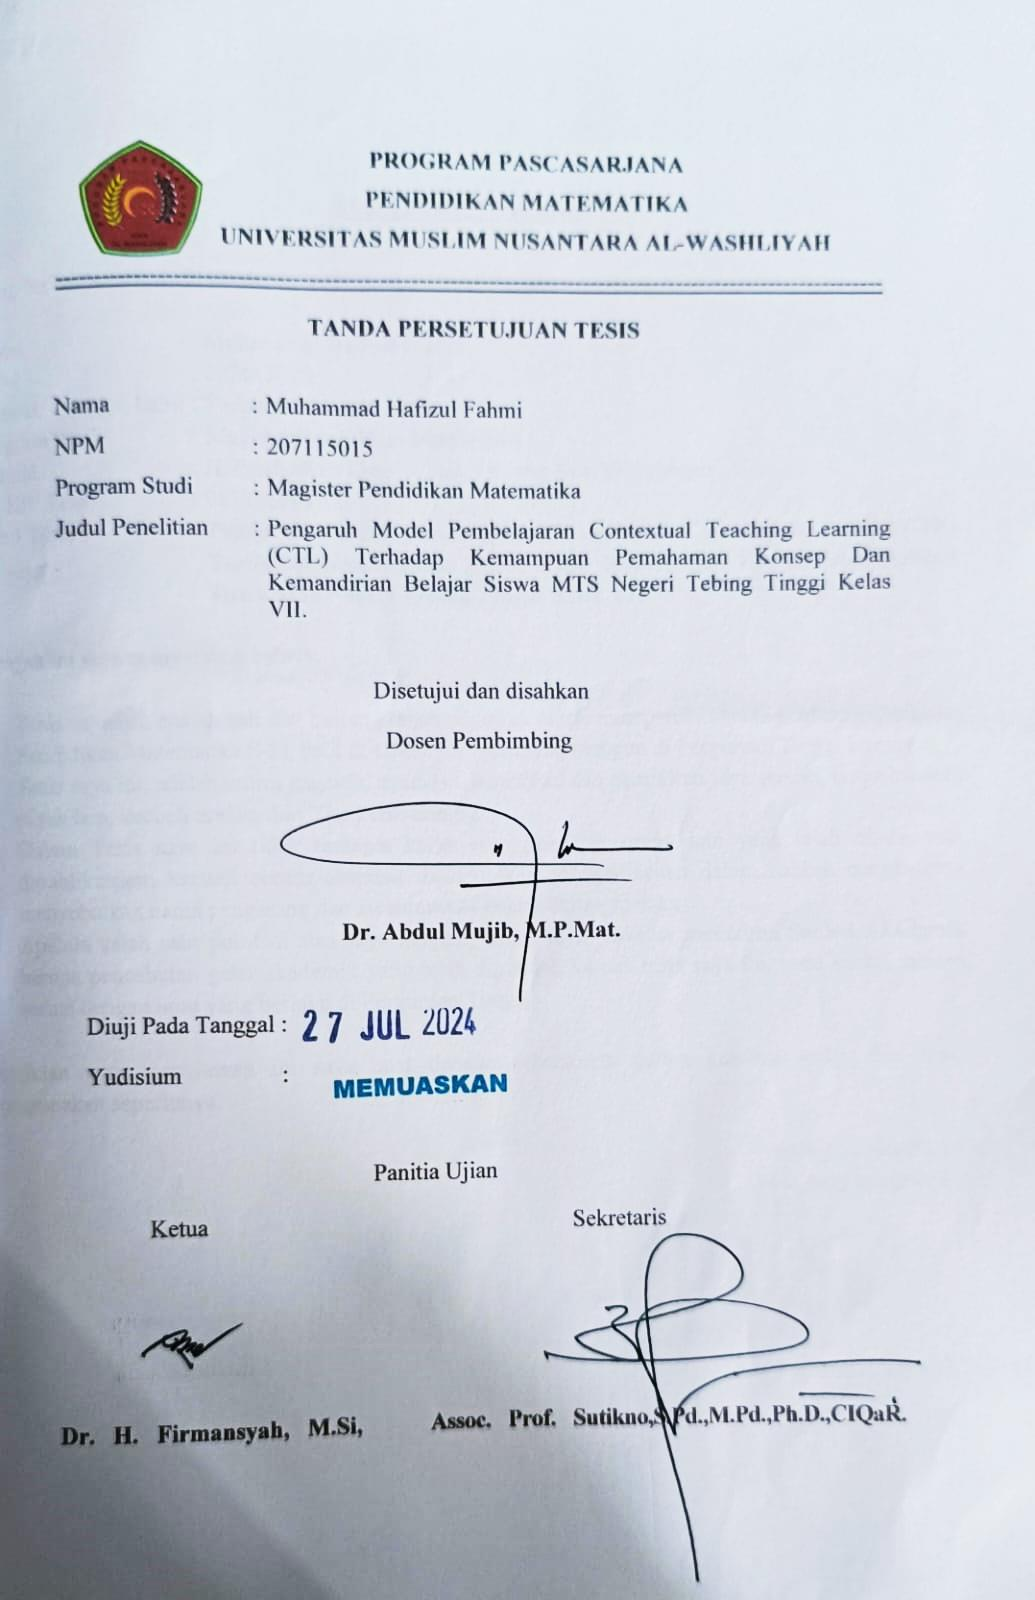 PROGRAM PASCASARJANA
PENDIDIKAN MATEMATIKA
UNIVERSITAS MUSLIM NUSANTARA AL-WASHLIYAH
TANDA PERSETUJUAN TESIS
Nama : Muhammad Hafizul Fahmi
NPM : 207115015
Program Studi : Magister Pendidikan Matematika
Judul Penelitian : Pengaruh Model Pembelajaran Contextual Teaching Learning
(CTL) Terhadap Kemampuan Pemahaman Konsep Dan
Kemandirian Belajar Siswa MTS Negeri Tebing Tinggi Kelas
VII.
Disetujui dan disahkan
Dosen Pembimbing
Dr. Abdul Mujib, M.P.Mat.
Diuji Pada Tanggal : 27 JUL 2024
Yudisium : MEMUASKAN
Panitia Ujian
Ketua
Sekretaris
Dr. H. Firmansyah, M.Si,
Assoc. Prof. Sutikno,S.Pd.,M.Pd.,Ph.D.,CIQaR.